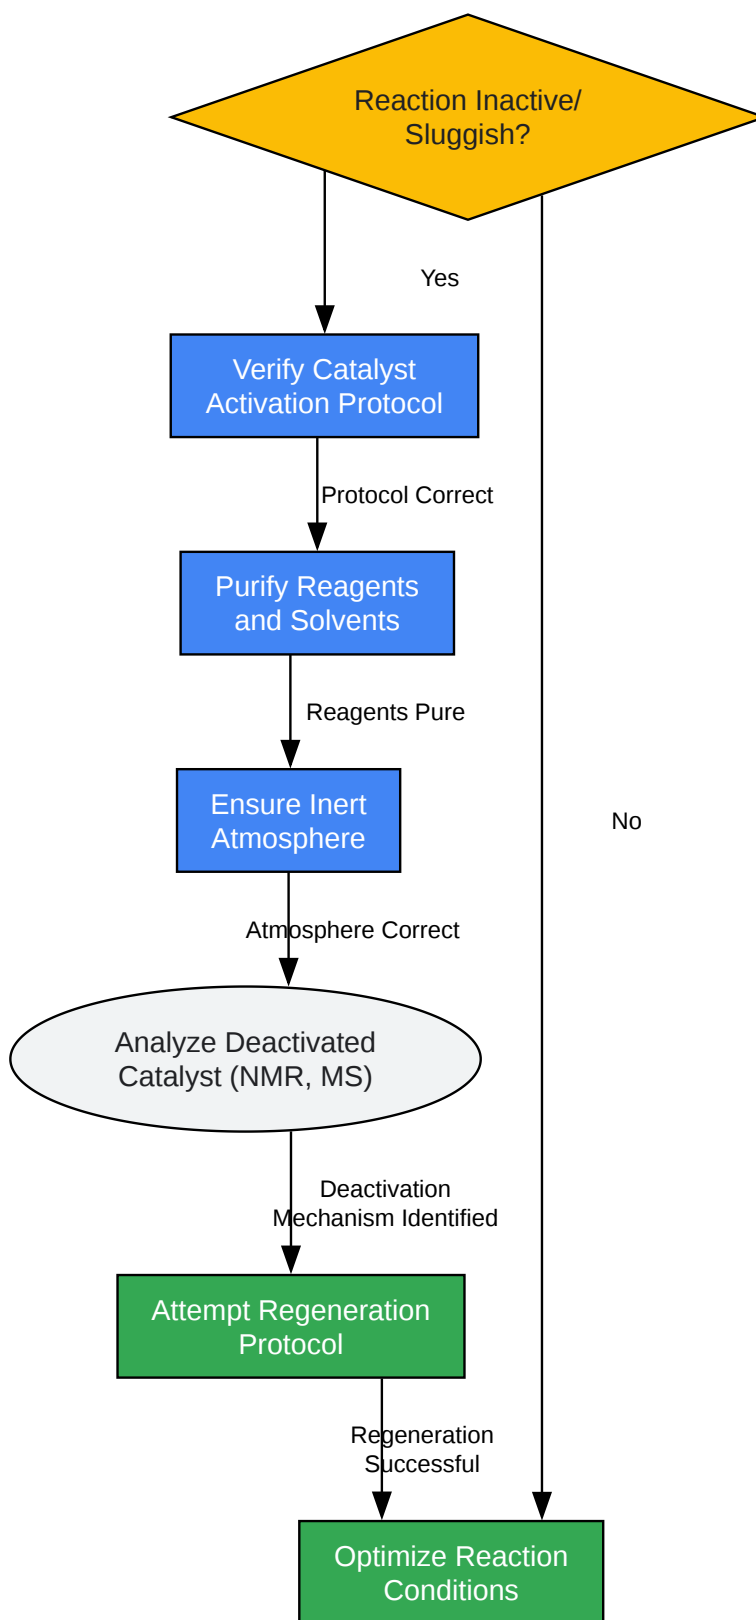 Reaction Inactive/
Sluggish?
Yes
Verify Catalyst
Activation Protocol
Protocol Correct
Purify Reagents
and Solvents
Reagents Pure
Ensure Inert
Atmosphere
No
Atmosphere Correct
Analyze Deactivated
Catalyst (NMR, MS)
Deactivation
Mechanism Identified
Attempt Regeneration
Protocol
Regeneration
Successful
Optimize Reaction
Conditions